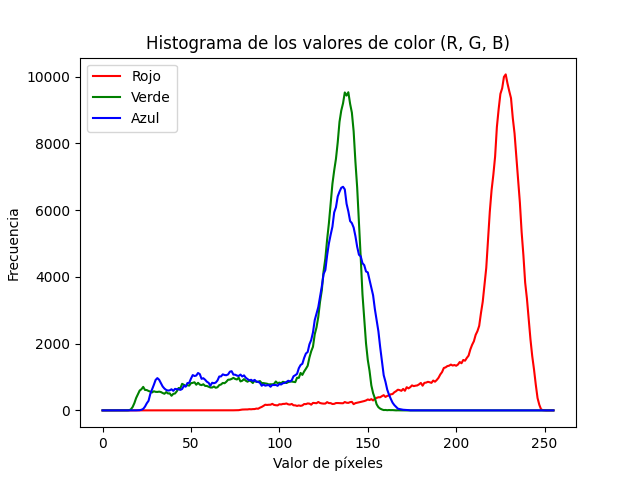 Histograma de los valores de color (R, G, B)
Rojo
Verde
Azul
Frecuencia
10000
8000
6000
4000
2000
0
0 50 100 150 200 250
Valor de píxeles